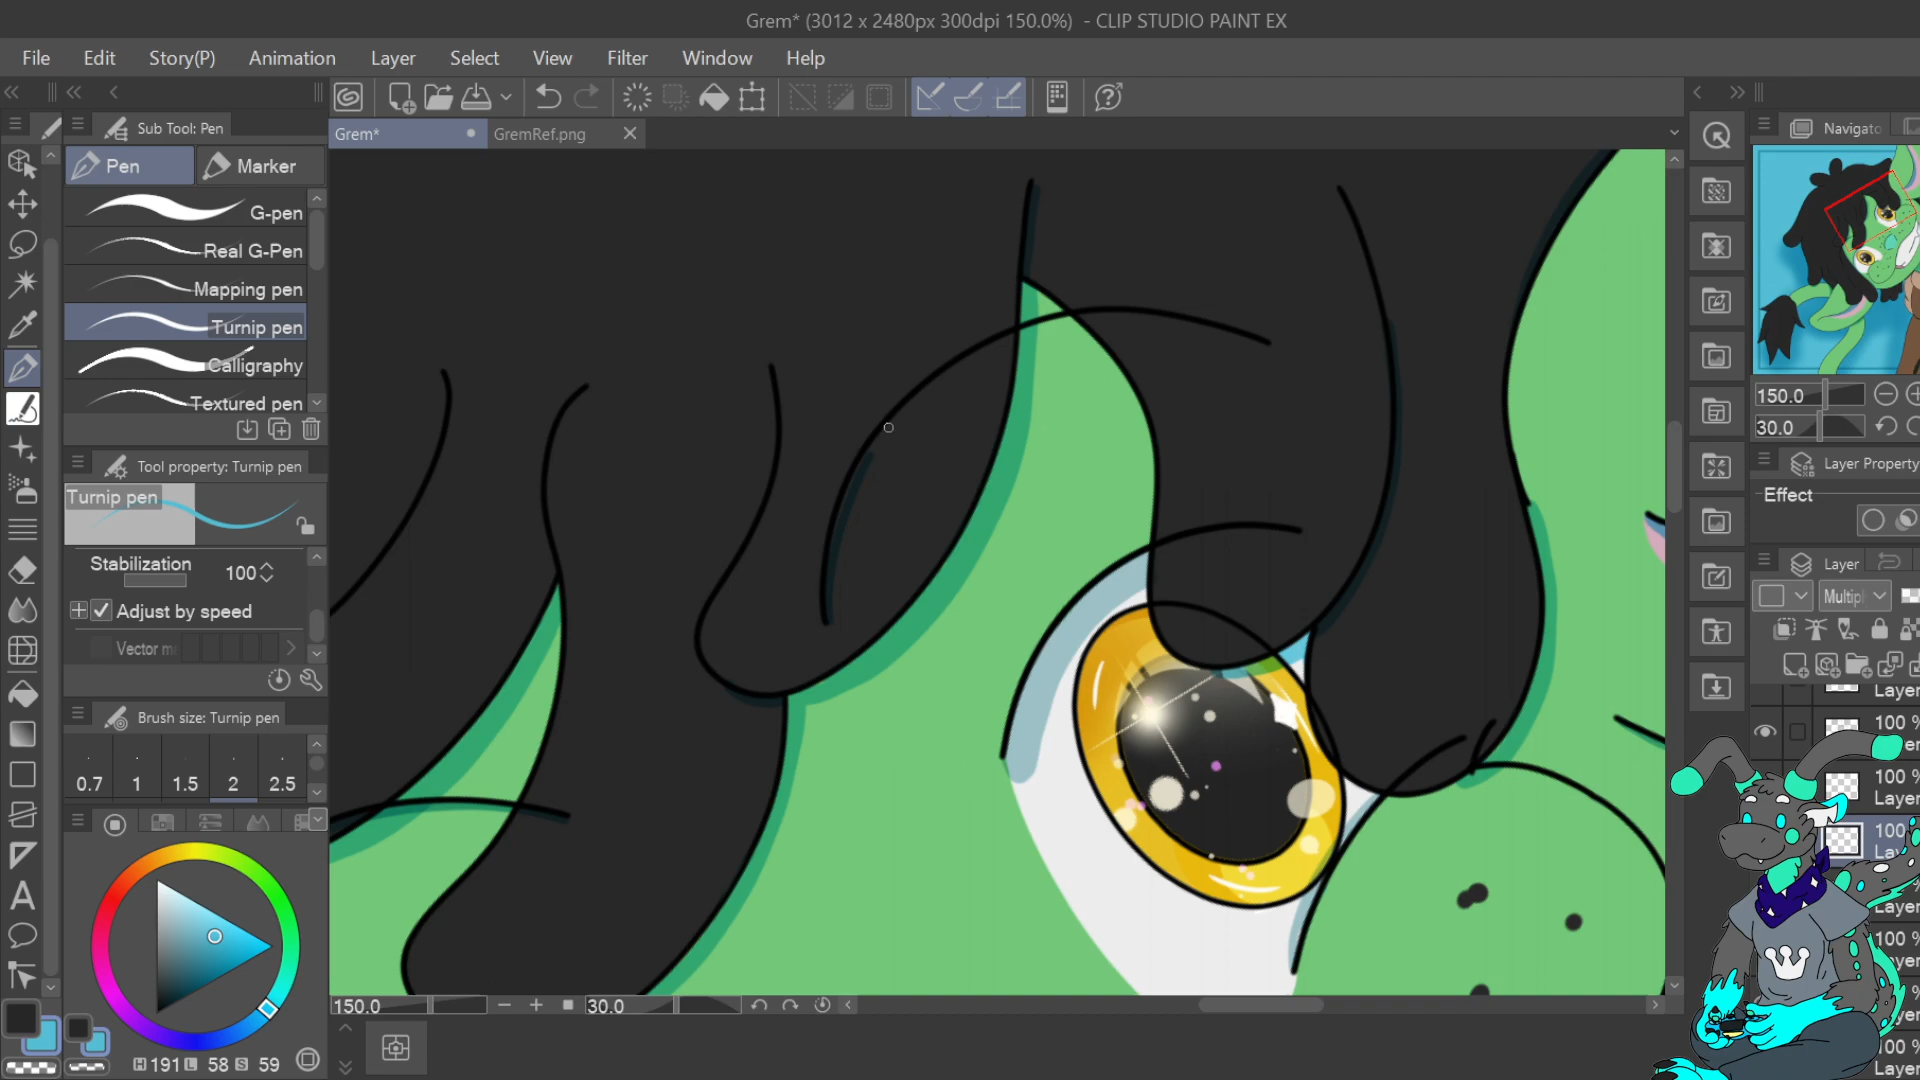 Grem* (3012 x 2480px 300dpi 150.0%) - CLIP STUDIO PAINT EX
File Edit Story(P) Animation Layer Select View Filter Window Help
Sub Tool: Pen
Grem*
GremRef.png
Navigato
Pen
Marker
G-pen
Real G-Pen
Mapping pen
Turnip pen
Calligraphy
Textured pen
150.0
30.0
Tool property: Turnip pen
Layer Property
Turnip pen
Effect
Stabilization
100
Layer
Multipl
Adjust by speed
Vector m
Layer
100 %
Brush size: Turnip pen
100 %
Layer
0.7 1 1.5 2 2.5
100
Layer
100 %
Layer
150.0
30.0
H 191 L 58 S 59
100 %
Layer